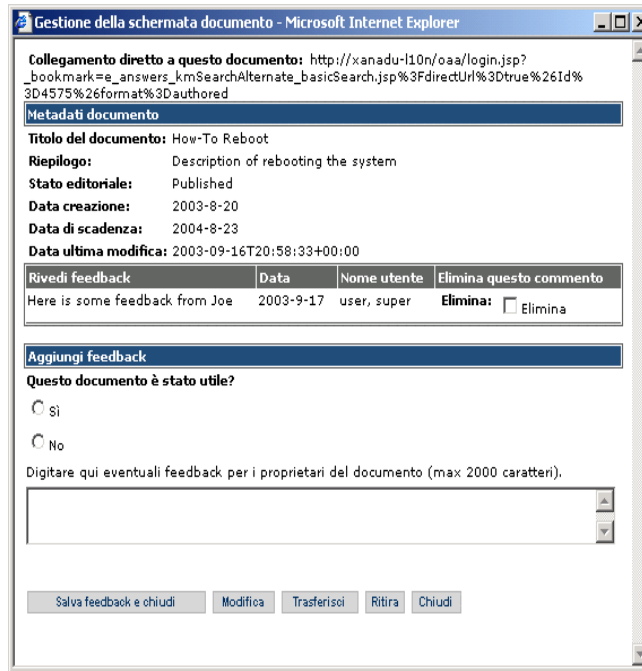 Gestione della schermata documento - Microsoft Internet Explorer
Collegamento diretto a questo documento: http://xanadu-l10n/oaa/login.jsp?
_bookmark=e_answers_kmSearchAlternate_basicSearch.jsp%3FdirectUrl%3Dtrue%26Id%
3D4575%26format%3Dauthored
Metadati documento
Titolo del documento: How-To Reboot
Riepilogo: Description of rebooting the system
Stato editoriale: Published
Data creazione: 2003-8-20
Data di scadenza: 2004-8-23
Data ultima modifica: 2003-09-16T20:58:33+00:00
Rivedi feedback Data Nome utente Elimina questo commento
Here is some feedback from Joe 2003-9-17 user, super Elimina: Elimina
Aggiungi feedback
Questo documento è stato utile?
Sì
No
Digitare qui eventuali feedback per i proprietari del documento (max 2000 caratteri).
Salva feedback e chiudi Modifica Trasferisci Ritira Chiudi